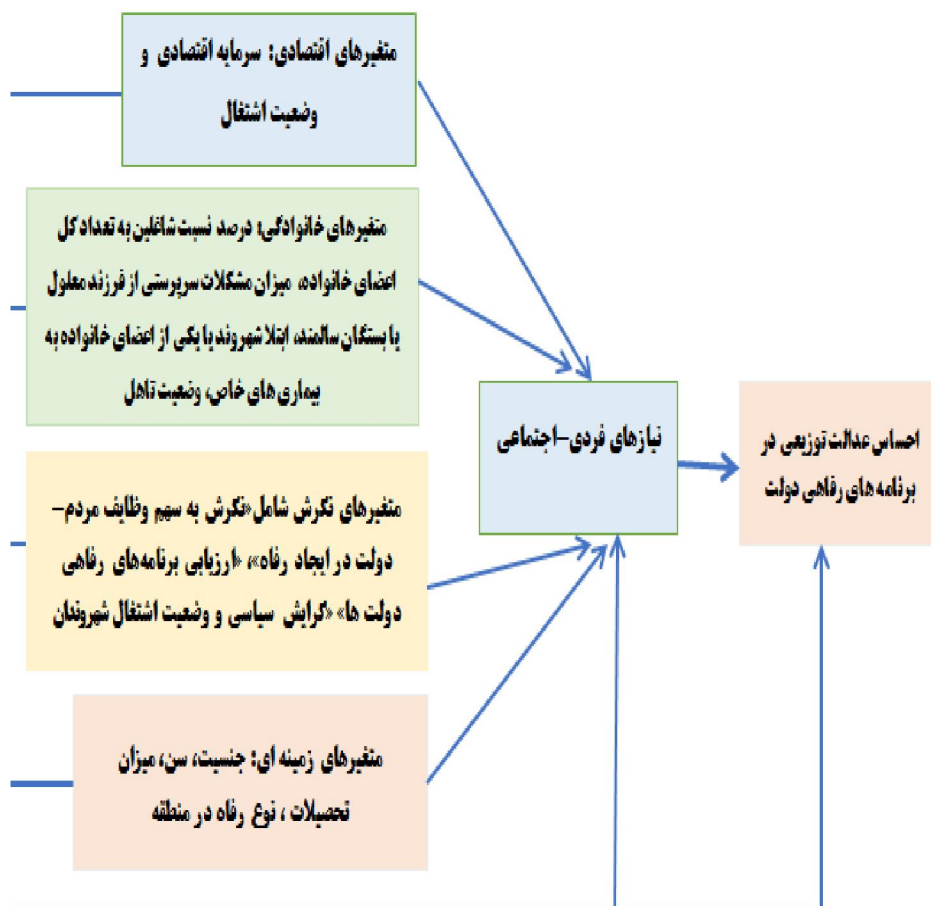 متغیرهای اقتصادی: سرمایه اقتصادی و
وضعیت اشتغال
متغیرهای خانوادگی: درصد نسبت شاغلین به تعداد کل
اعضای خانواده، میزان مشکلات سرپرستی از فرزند معلول
یا بستگان سالمند، ابتلا شهروند یا یکی از اعضای خانواده به
بیماری های خاص، وضعیت تاهل
متغیرهای نگرش شامل«نگرش به سهم وظایف مردم–
دولت در ایجاد رفاه»، «ارزیابی برنامه‌های رفاهی
دولت ها» «گرایش سیاسی و وضعیت اشتغال شهروندان
متغیرهای زمینه ای: جنسیت، سن، میزان
تحصیلات ، نوع رفاه در منطقه
نیازهای فردی–اجتماعی
احساس عدالت توزیعی در
برنامه های رفاهی دولت